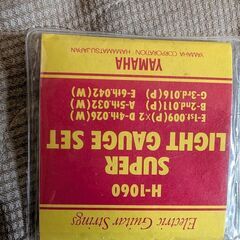 Electric Guitar Strings
H-1060
SUPER
LIGHT GAUGE SET
E-1st.009(P)×2 D-4th.026(W)
B-2nd.011(P) A-5th.032(W)
G-3rd.016(P) E-6th.042(W)
YAMAHA
YAMAHA CORPORATION
HAMAMATSU JAPAN